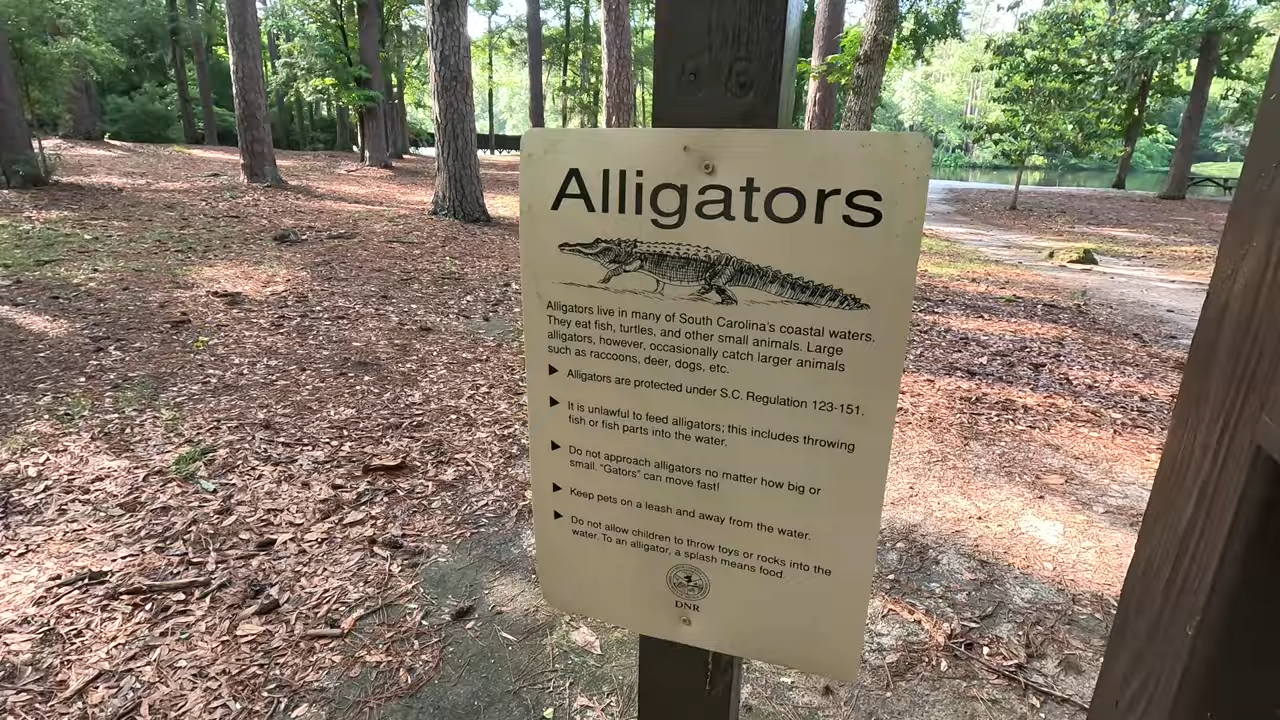 Alligators
Alligators live in many of South Carolina's coastal waters.
They eat fish, turtles, and other small animals. Large
alligators, however, occasionally catch larger animals
such as raccoons, deer, dogs, etc.
Alligators are protected under S.C. Regulation 123-151.
It is unlawful to feed alligators; this includes throwing
fish or fish parts into the water.
Do not approach alligators no matter how big or
small. "Gators" can move fast!
Keep pets on a leash and away from the water.
Do not allow children to throw toys or rocks into the
water. To an alligator, a splash means food.
DNR